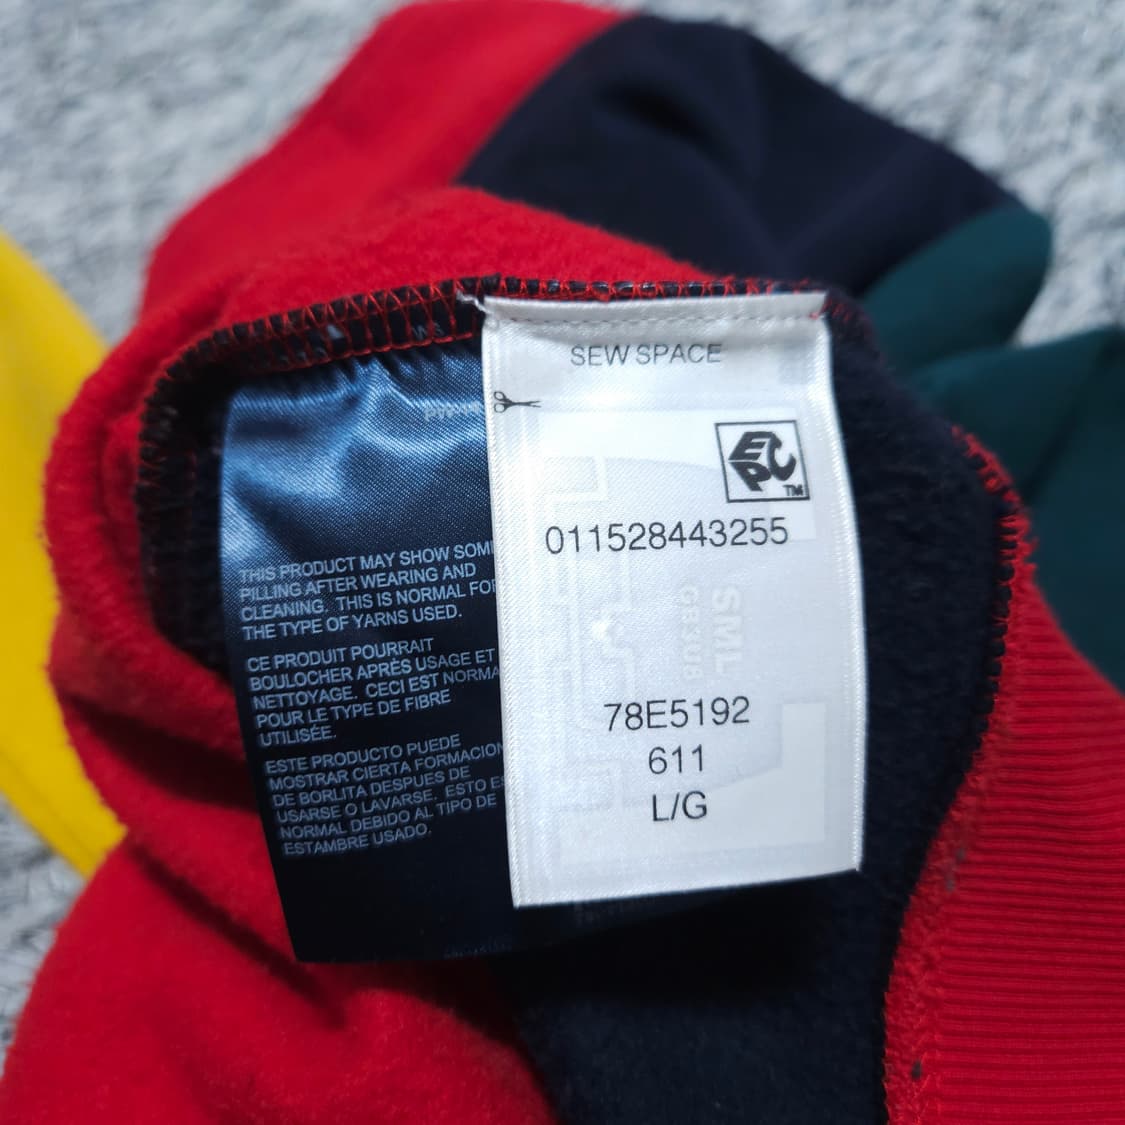 THIS PRODUCT MAY SHOW SOM
PILLING AFTER WEARING AND
CLEANING. THIS IS NORMAL FO
THE TYPE OF YARNS USED.
CE PRODUIT POURRAIT
BOULOCHER APRÈS USAGE ET
NETTOYAGE. CECI EST NORMA
POUR LE TYPE DE FIBRE
UTILISÉE.
ESTE PRODUCTO PUEDE
MOSTRAR CIERTA FORMACION
DE BORLITA DESPUES DE
USARSE O LAVARSE. ESTO E
NORMAL DEBIDO AL TIPO DE
ESTAMBRE USADO.
SEW SPACE
EPC
TM
011528443255
SML
78E5192
611
L/G